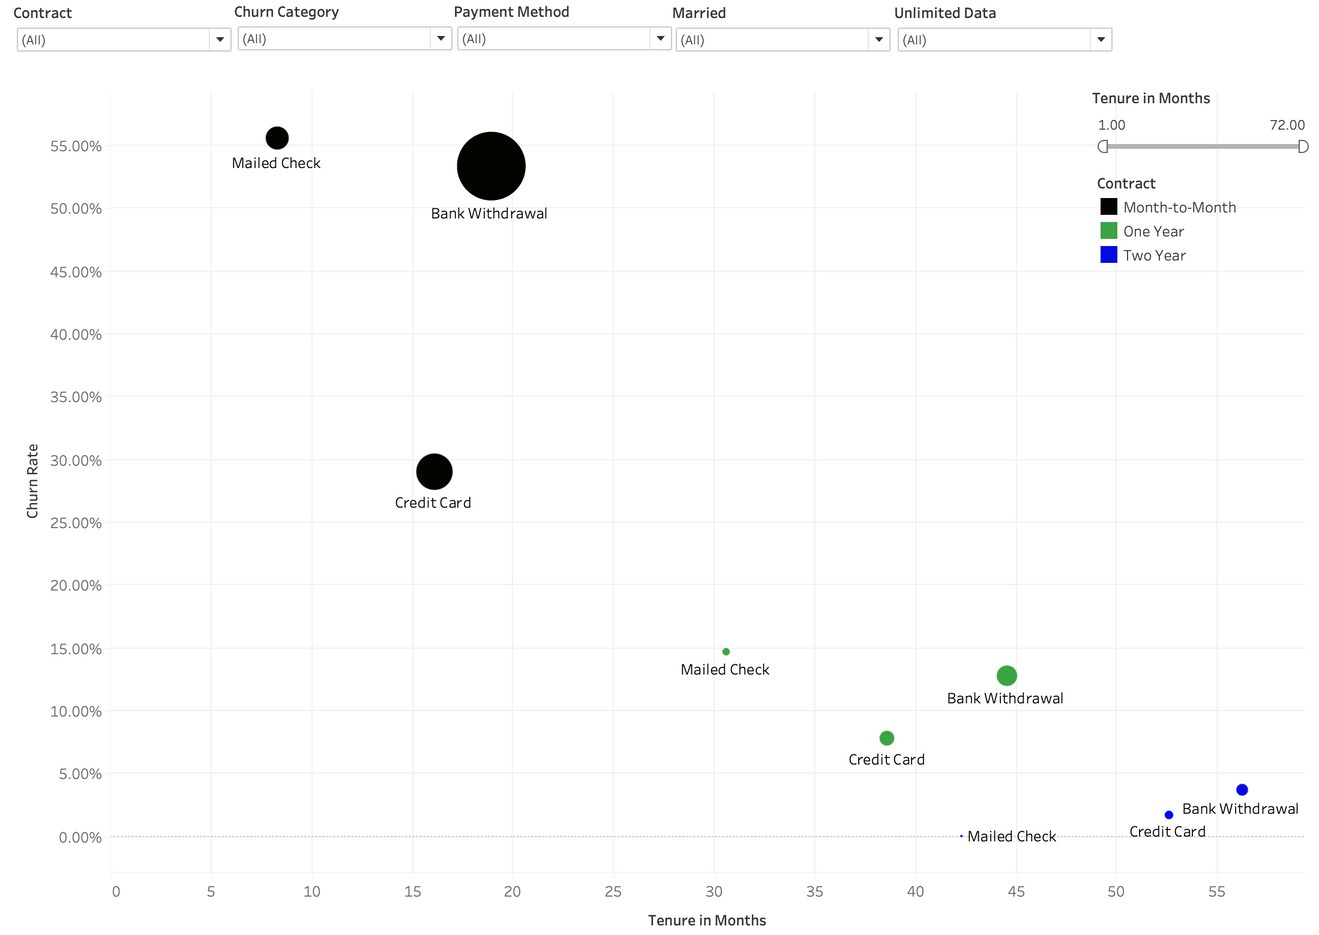 Contract
Churn Category
Payment Method
Married
Unlimited Data
(All)
(All)
(All)
(All)
(All)
Tenure in Months
1.00
72.00
Contract
Month-to-Month
One Year
Two Year
Churn Rate
55.00%
50.00%
45.00%
40.00%
35.00%
30.00%
25.00%
20.00%
15.00%
10.00%
5.00%
0.00%
Mailed Check
Bank Withdrawal
Credit Card
Mailed Check
Bank Withdrawal
Credit Card
Bank Withdrawal
Credit Card
Mailed Check
0
5
10
15
20
25
30
35
40
45
50
55
Tenure in Months